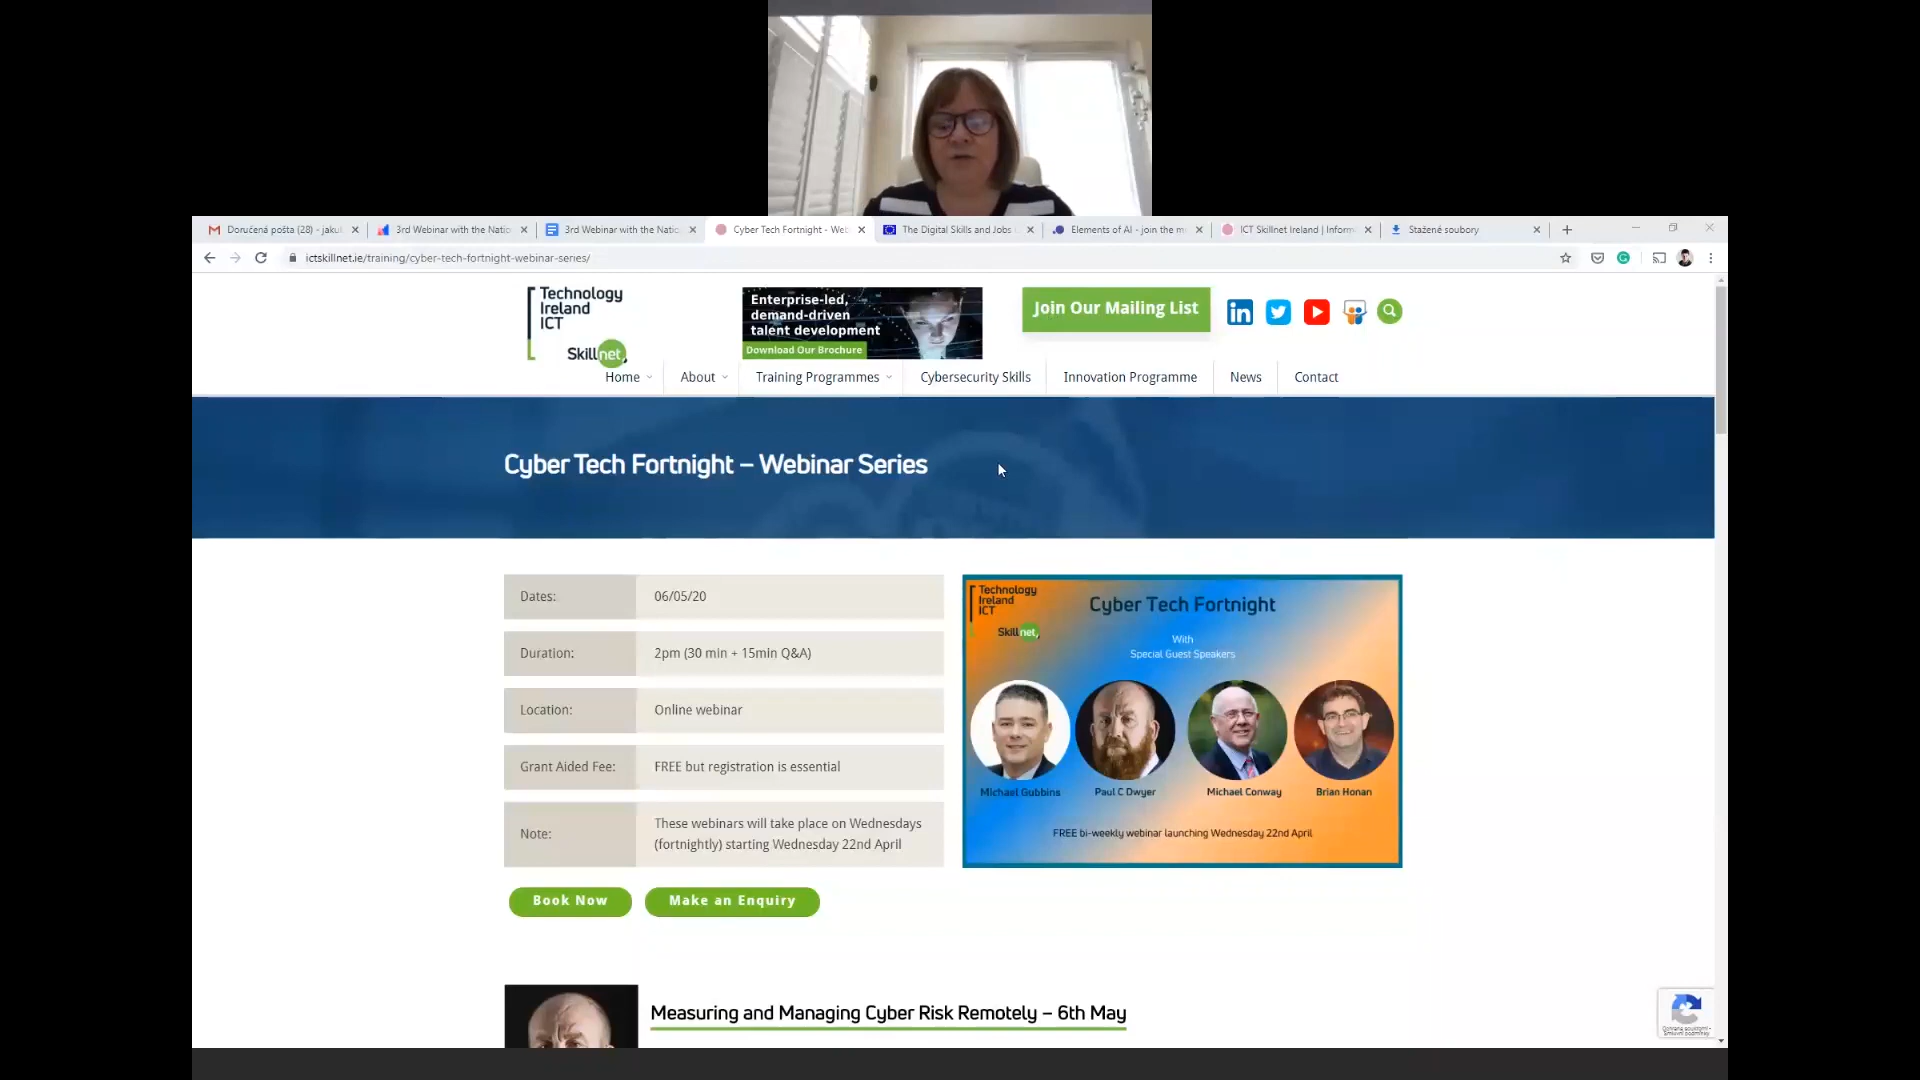 Doručená pošta (28) - jaku
3rd Webinar with the Natio
3rd Webinar with the Natio
Cyber Tech Fortnight - Web
The Digital Skills and Jobs
Elements of AI - join the m
ICT Skillnet Ireland | Inform
Stažené soubory
ictskillnet.ie/training/cyber-tech-fortnight-webinar-series/
Technology
Ireland
ICT
Skillnet
Enterprise-led,
demand-driven
talent development
Download Our Brochure
Join Our Mailing List
Home
About
Training Programmes
Cybersecurity Skills
Innovation Programme
News
Contact
Cyber Tech Fortnight – Webinar Series
Dates: 06/05/20
Duration: 2pm (30 min + 15min Q&A)
Location: Online webinar
Grant Aided Fee: FREE but registration is essential
Note: These webinars will take place on Wednesdays
(fortnightly) starting Wednesday 22nd April
Technology
Ireland
ICT
Skillnet
Cyber Tech Fortnight
With
Special Guest Speakers
Michael Gubbins
Paul C Dwyer
Michael Conway
Brian Honan
FREE bi-weekly webinar launching Wednesday 22nd April
Book Now
Make an Enquiry
Measuring and Managing Cyber Risk Remotely – 6th May